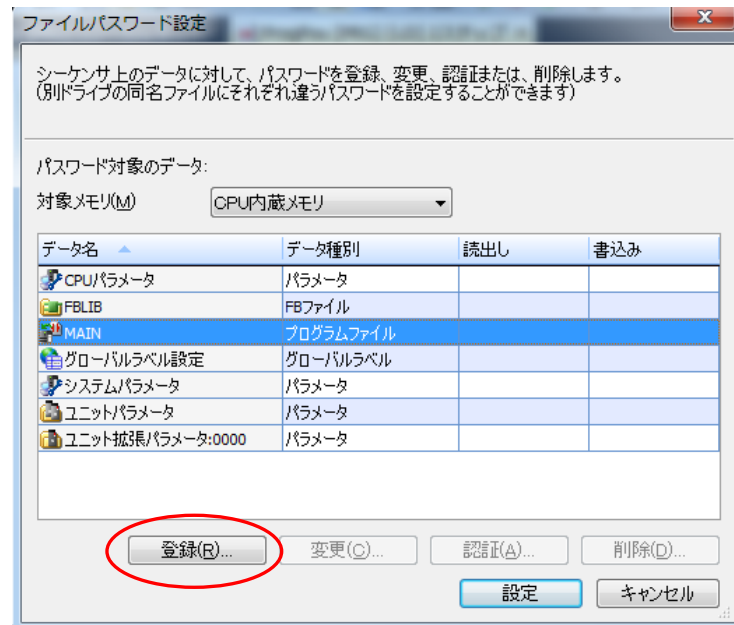 ファイルパスワード設定
シーケンサ上のデータに対して、パスワードを登録、変更、認証または、削除します。
(別ドライブの同名ファイルにそれぞれ違うパスワードを設定することができます)
パスワード対象のデータ:
対象メモリ(M) CPU内蔵メモリ
データ名 データ種別 読出し 書込み
CPUパラメータ パラメータ
FBLIB FBファイル
MAIN プログラムファイル
グローバルラベル設定 グローバルラベル
システムパラメータ パラメータ
ユニットパラメータ パラメータ
ユニット拡張パラメータ:0000 パラメータ
登録(R)... 変更(C)... 認証(A)... 削除(D)...
設定 キャンセル